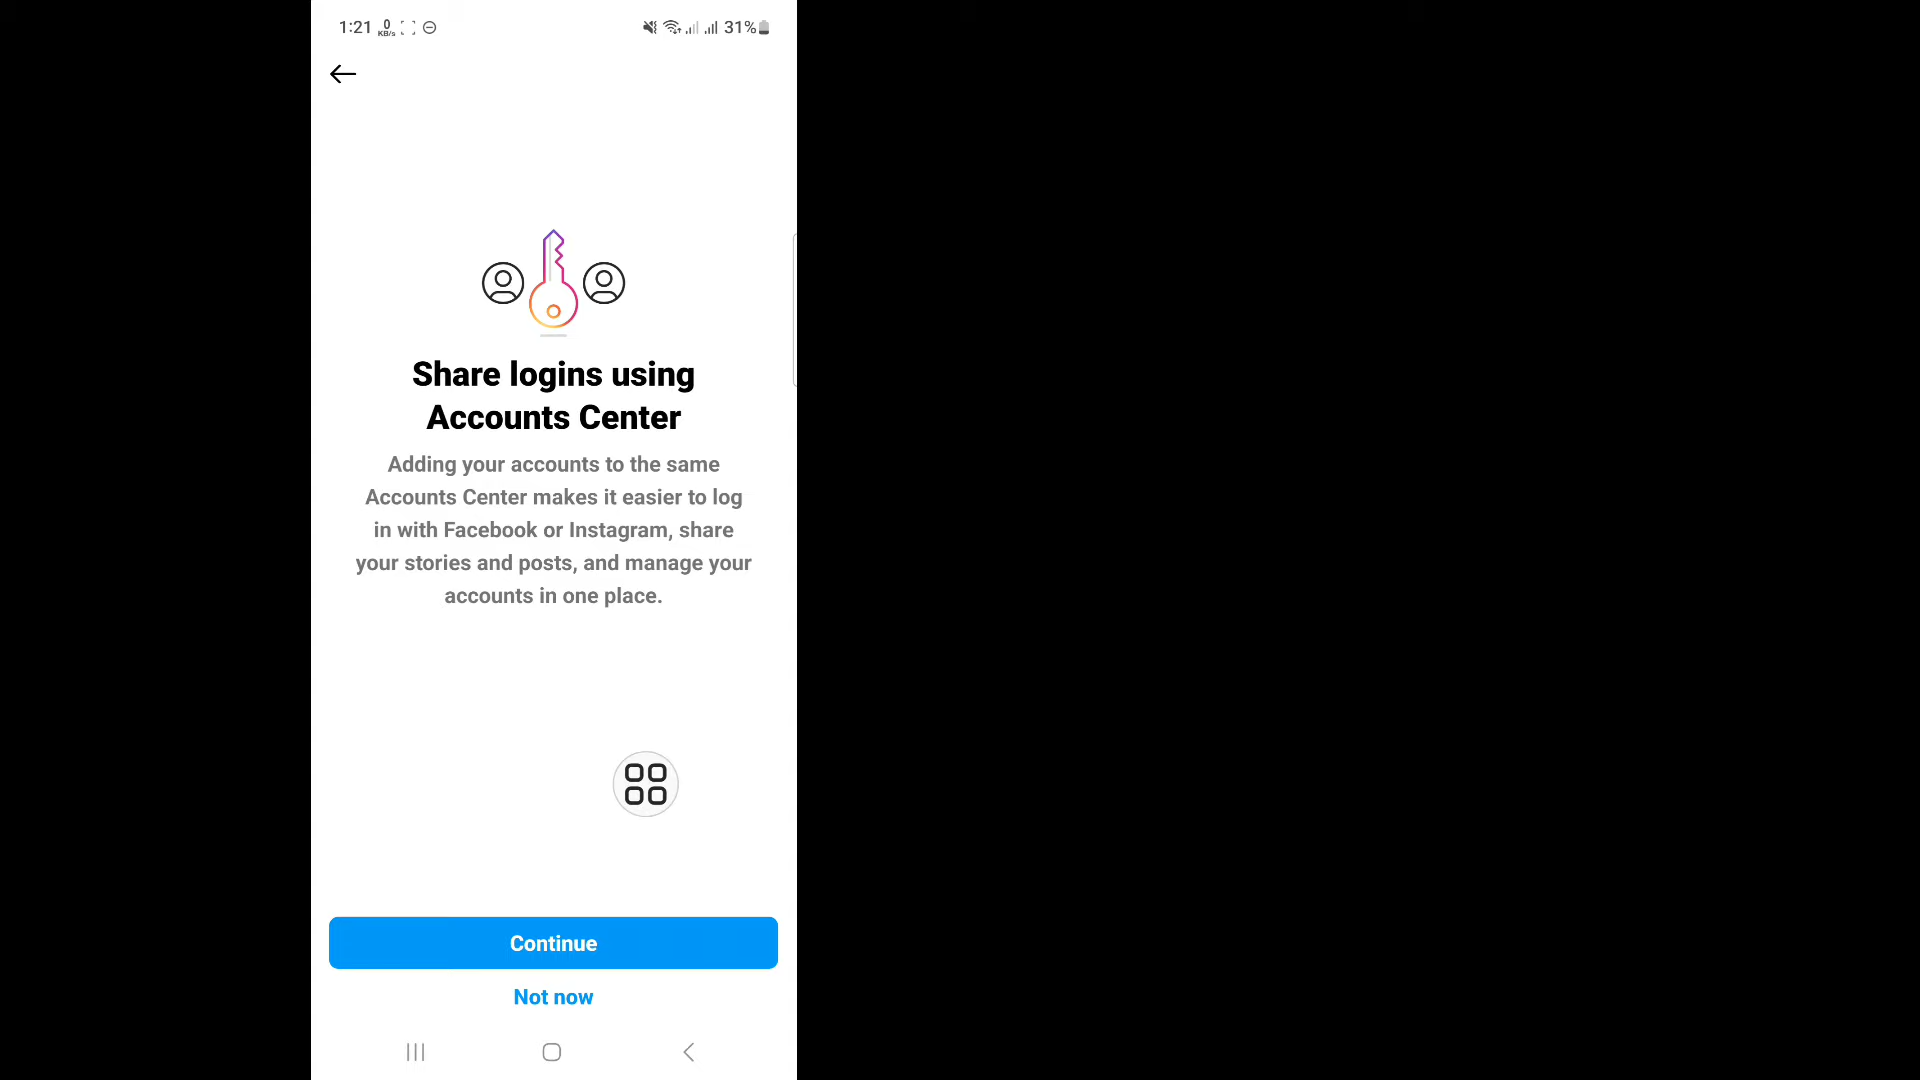 1:21 0 KB/s 31%
Share logins using
Accounts Center
Adding your accounts to the same
Accounts Center makes it easier to log
in with Facebook or Instagram, share
your stories and posts, and manage your
accounts in one place.
Continue
Not now